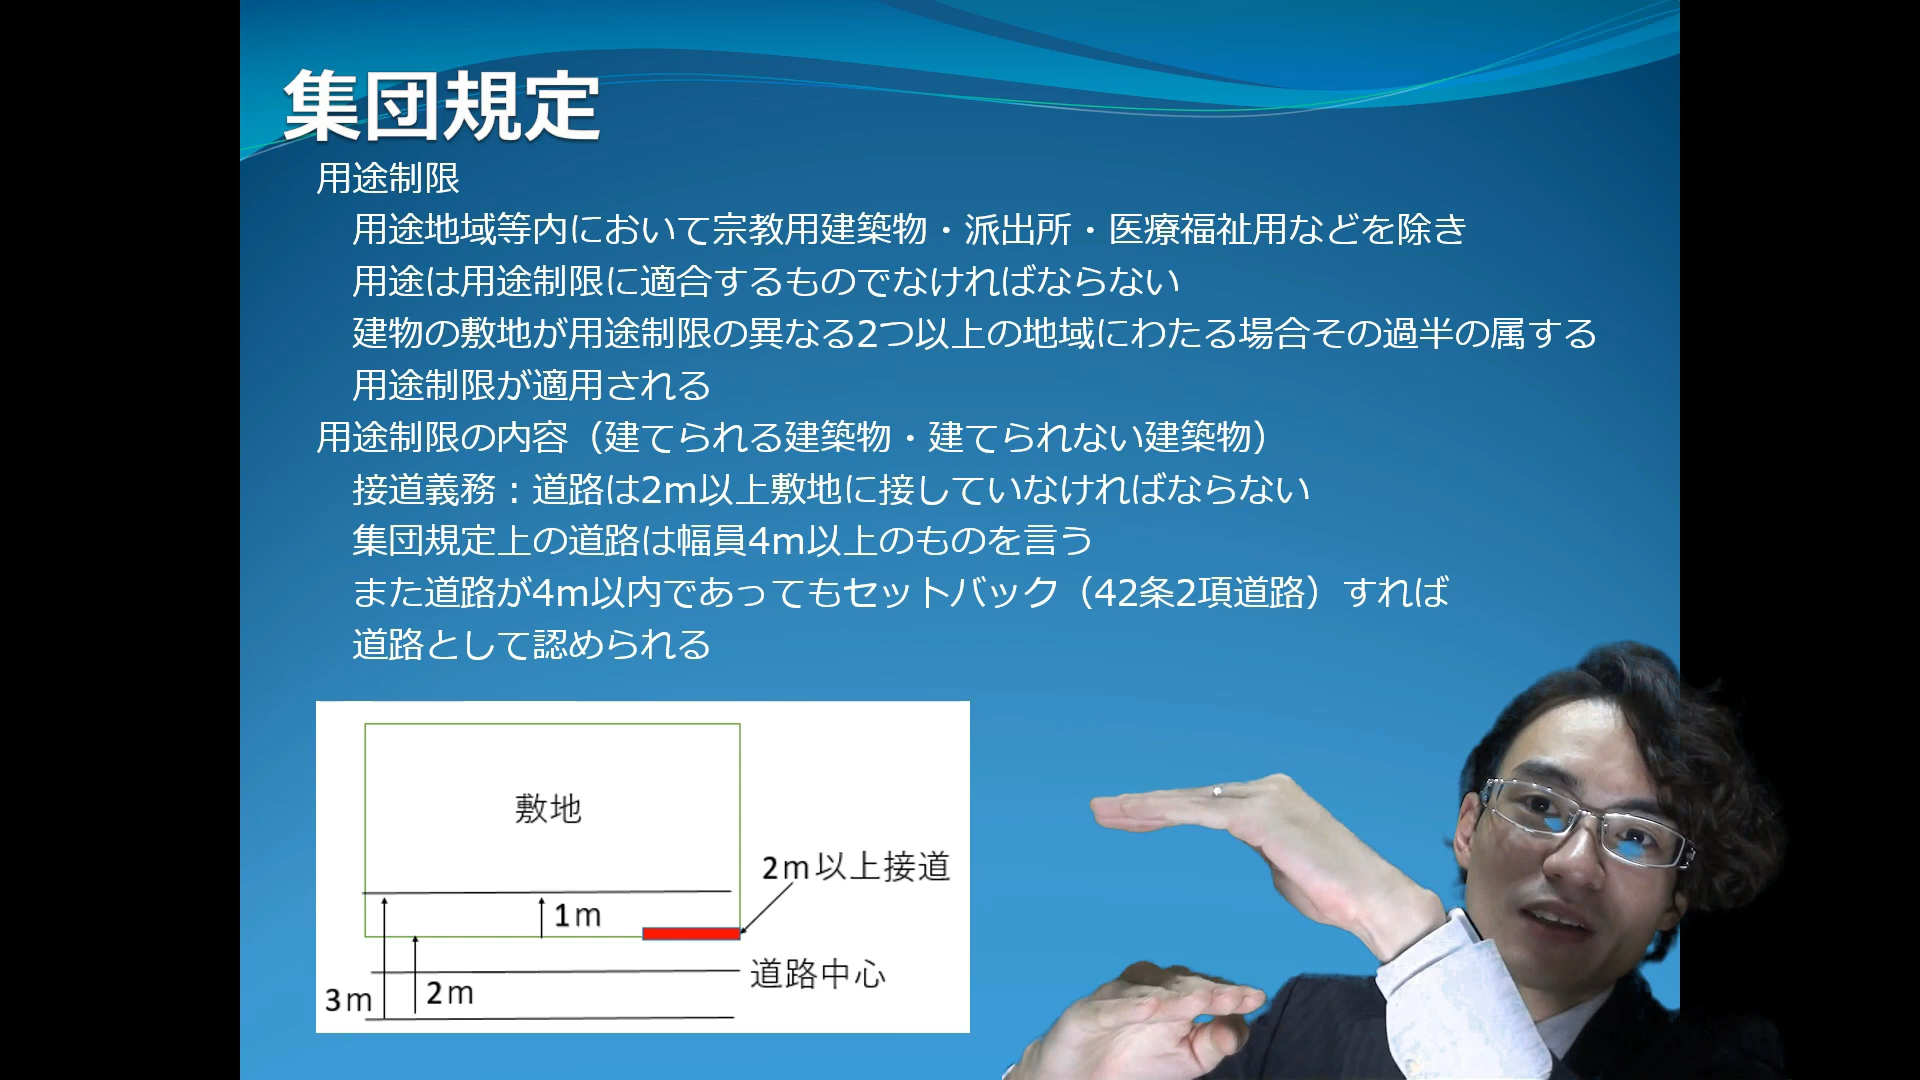 集団規定
用途制限
用途地域等内において宗教用建築物・派出所・医療福祉用などを除き
用途は用途制限に適合するものでなければならない
建物の敷地が用途制限の異なる2つ以上の地域にわたる場合その過半の属する
用途制限が適用される
用途制限の内容（建てられる建築物・建てられない建築物）
接道義務：道路は2m以上敷地に接していなければならない
集団規定上の道路は幅員4m以上のものを言う
また道路が4m以内であってもセットバック（42条2項道路）すれば
道路として認められる
敷地
2m以上接道
1m
道路中心
3m
2m